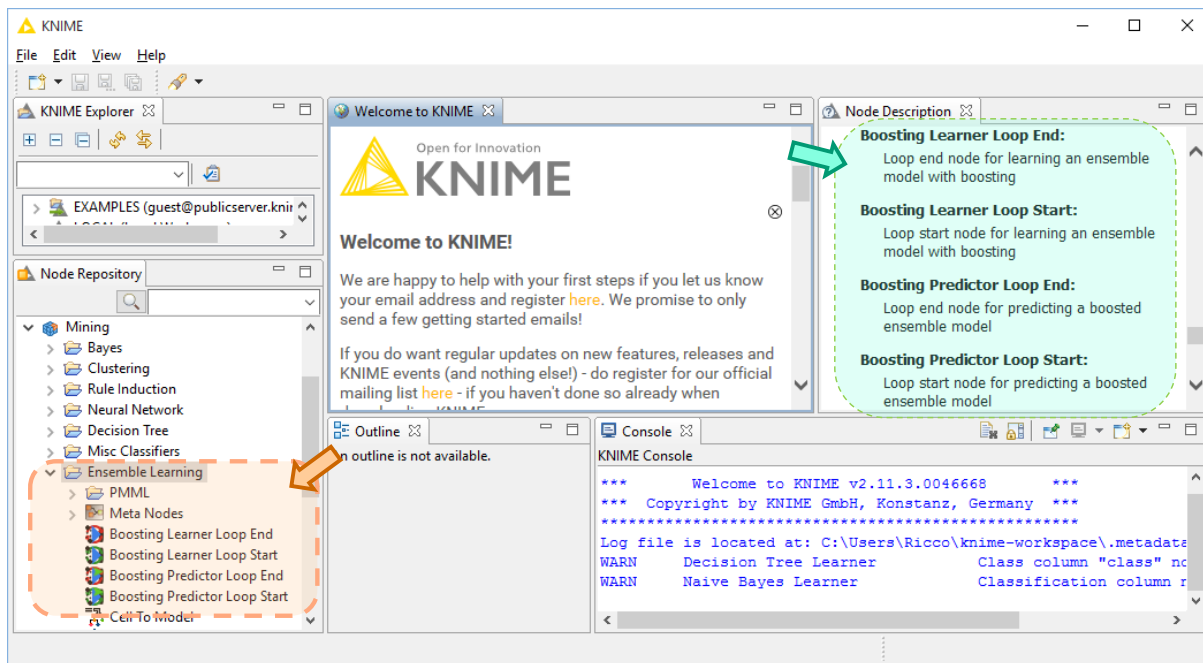 KNIME
File Edit View Help
KNIME Explorer
EXAMPLES (guest@publicserver.knir
Node Repository
Mining
Bayes
Clustering
Rule Induction
Neural Network
Decision Tree
Misc Classifiers
Ensemble Learning
PMML
Meta Nodes
Boosting Learner Loop End
Boosting Learner Loop Start
Boosting Predictor Loop End
Boosting Predictor Loop Start
Cell To Model
Welcome to KNIME
Open for Innovation
KNIME
Welcome to KNIME!
We are happy to help with your first steps if you let us know
your email address and register here. We promise to only
send a few getting started emails!
If you do want regular updates on new features, releases and
KNIME events (and nothing else!) - do register for our official
mailing list here - if you haven't done so already when
Node Description
Boosting Learner Loop End:
Loop end node for learning an ensemble
model with boosting
Boosting Learner Loop Start:
Loop start node for learning an ensemble
model with boosting
Boosting Predictor Loop End:
Loop end node for predicting a boosted
ensemble model
Boosting Predictor Loop Start:
Loop start node for predicting a boosted
ensemble model
Outline
n outline is not available.
Console
KNIME Console
*** Welcome to KNIME v2.11.3.0046668 ***
*** Copyright by KNIME GmbH, Konstanz, Germany ***
****************************************************
Log file is located at: C:\Users\Ricco\knime-workspace\.metadata
WARN Decision Tree Learner Class column "class" no
WARN Naive Bayes Learner Classification column r